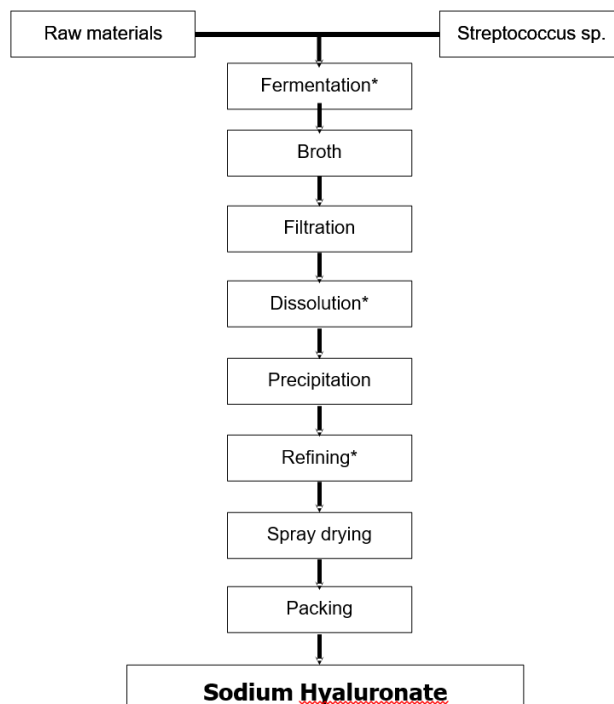 Raw materials
Streptococcus sp.
Fermentation*
Broth
Filtration
Dissolution*
Precipitation
Refining*
Spray drying
Packing
Sodium Hyaluronate